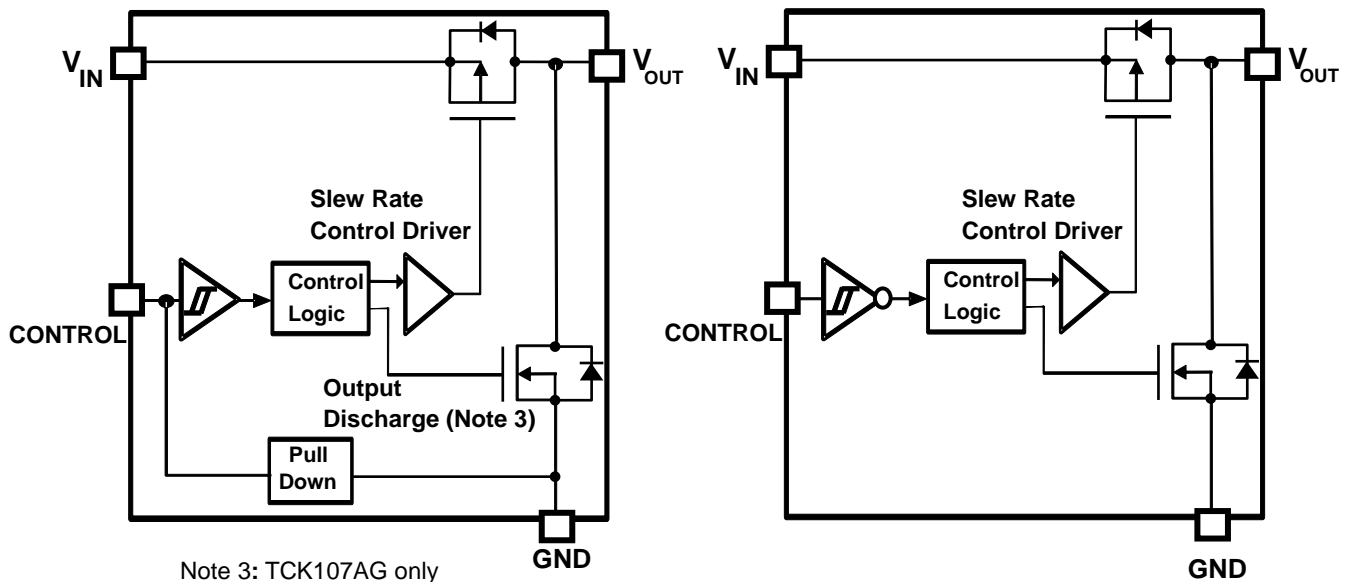 VIN
VOUT
Slew Rate
Control Driver
Control
Logic
CONTROL
Output
Discharge (Note 3)
Pull
Down
GND
Note 3: TCK107AG only
VIN
VOUT
Slew Rate
Control Driver
Control
Logic
CONTROL
GND